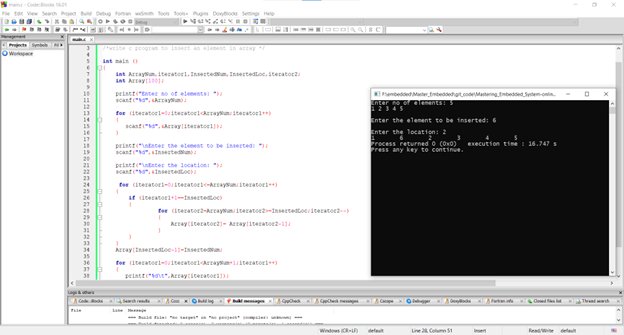 main.c - Code::Blocks 16.01
File Edit View Search Project Build Debug Fortran wxSmith Tools Tools+ Plugins DoxyBlocks Settings Help
Management
main.c
Projects Symbols
Workspace
3 /*write c program to insert an element in Array */
4
5 int main ()
6 {
7 int ArrayNum,iterator1,InsertedNum,InsertedLoc,iterator2;
8 int Array[100];
9
10 printf("Enter no of elements: ");
11 scanf("%d",&ArrayNum);
12
13 for (iterator1=0;iterator1<ArrayNum;iterator1++)
14 {
15 scanf("%d",&Array[iterator1]);
16 }
17
18 printf("\nEnter the element to be inserted: ");
19 scanf("%d",&InsertedNum);
20
21 printf("\nEnter the location: ");
22 scanf("%d",&InsertedLoc);
23
24 for (iterator1=0;iterator1<=ArrayNum;iterator1++)
25 {
26 if (iterator1+1==InsertedLoc)
27 {
28 for (iterator2=ArrayNum;iterator2>=InsertedLoc;iterator2--)
29 {
30 Array[iterator2]= Array[iterator2-1];
31 }
32 }
33 }
34 Array[InsertedLoc-1]=InsertedNum;
35
36 for (iterator1=0;iterator1<ArrayNum+1;iterator1++)
37 {
38 printf("%d\t",Array[iterator1]);
F:\embedded\Master_Embedded\git_code\Mastering_Embedded_System-onlin...
Enter no of elements: 5
1 2 3 4 5
Enter the element to be inserted: 6
Enter the location: 2
1 6 2 3 4 5
Process returned 0 (0x0) execution time : 16.747 s
Press any key to continue.
Logs & others
Code::Blocks Search results Cccc Build log Build messages CppCheck CppCheck messages Cscope Debugger DoxyBlocks Fortran info Closed files list Thread search
File Line Message
=== Build file: "no target" in "no project" (compiler: unknown) ===
Windows (CR+LF) default Line 28, Column 51 Insert Read/Write default